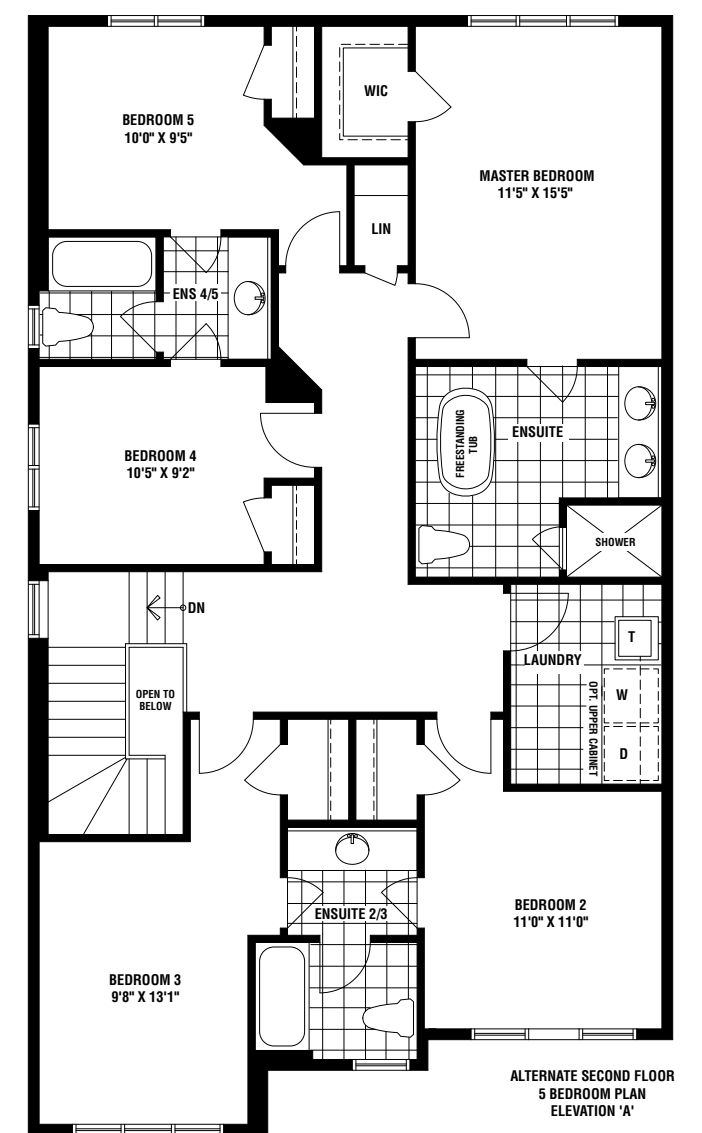 WIC
BEDROOM 5
10'0" X 9'5"
MASTER BEDROOM
11'5" X 15'5"
LIN
ENS 4/5
FREESTANDING
TUB
ENSUITE
BEDROOM 4
10'5" X 9'2"
SHOWER
DN
T
LAUNDRY
OPEN TO
BELOW
W
OPT. UPPER CABINET
D
ENSUITE 2/3
BEDROOM 2
11'0" X 11'0"
BEDROOM 3
9'8" X 13'1"
ALTERNATE SECOND FLOOR
5 BEDROOM PLAN
ELEVATION 'A'